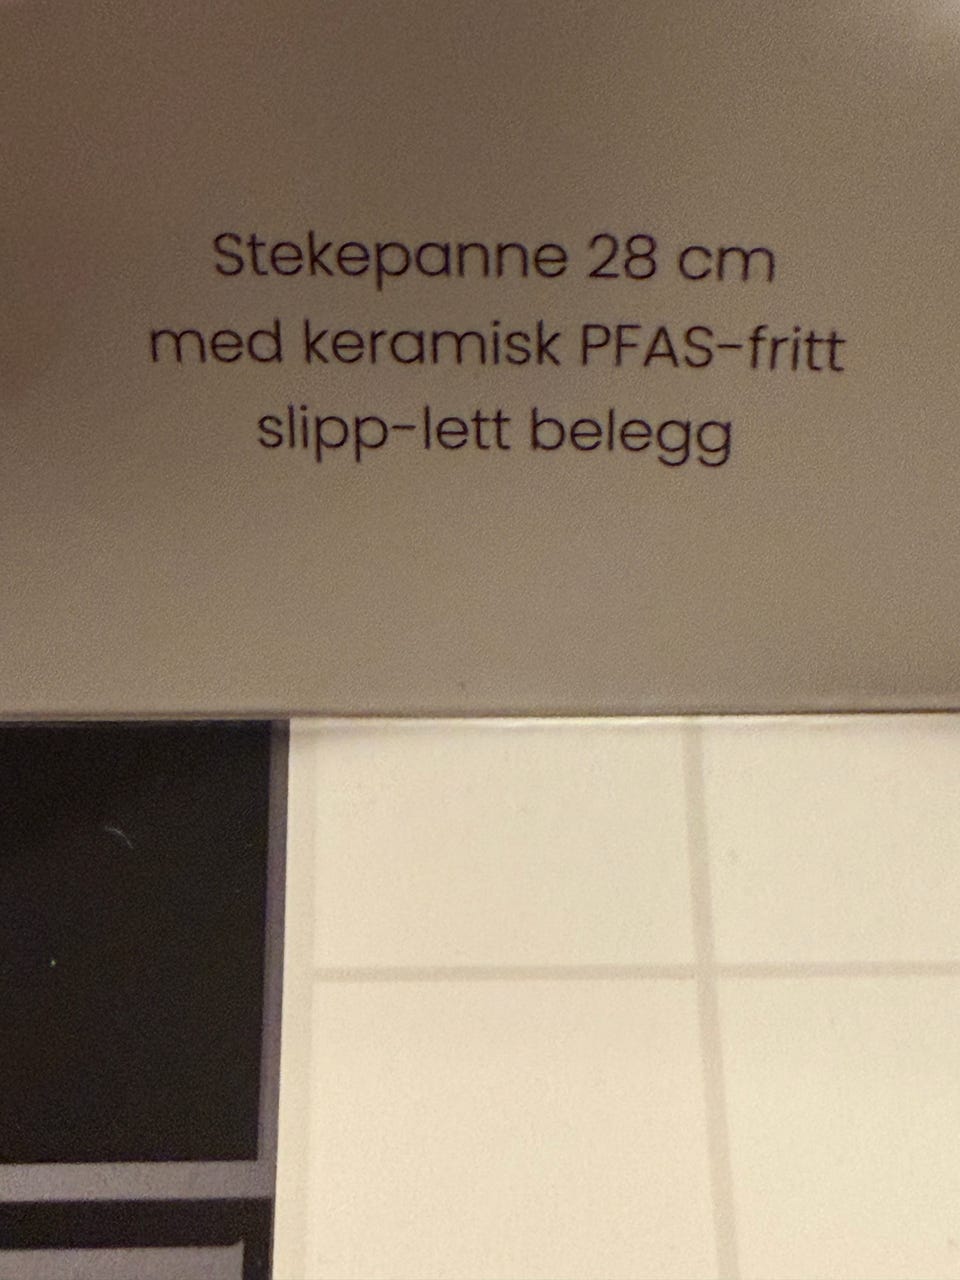 Stekepanne 28 cm
med keramisk PFAS-fritt
slipp-lett belegg